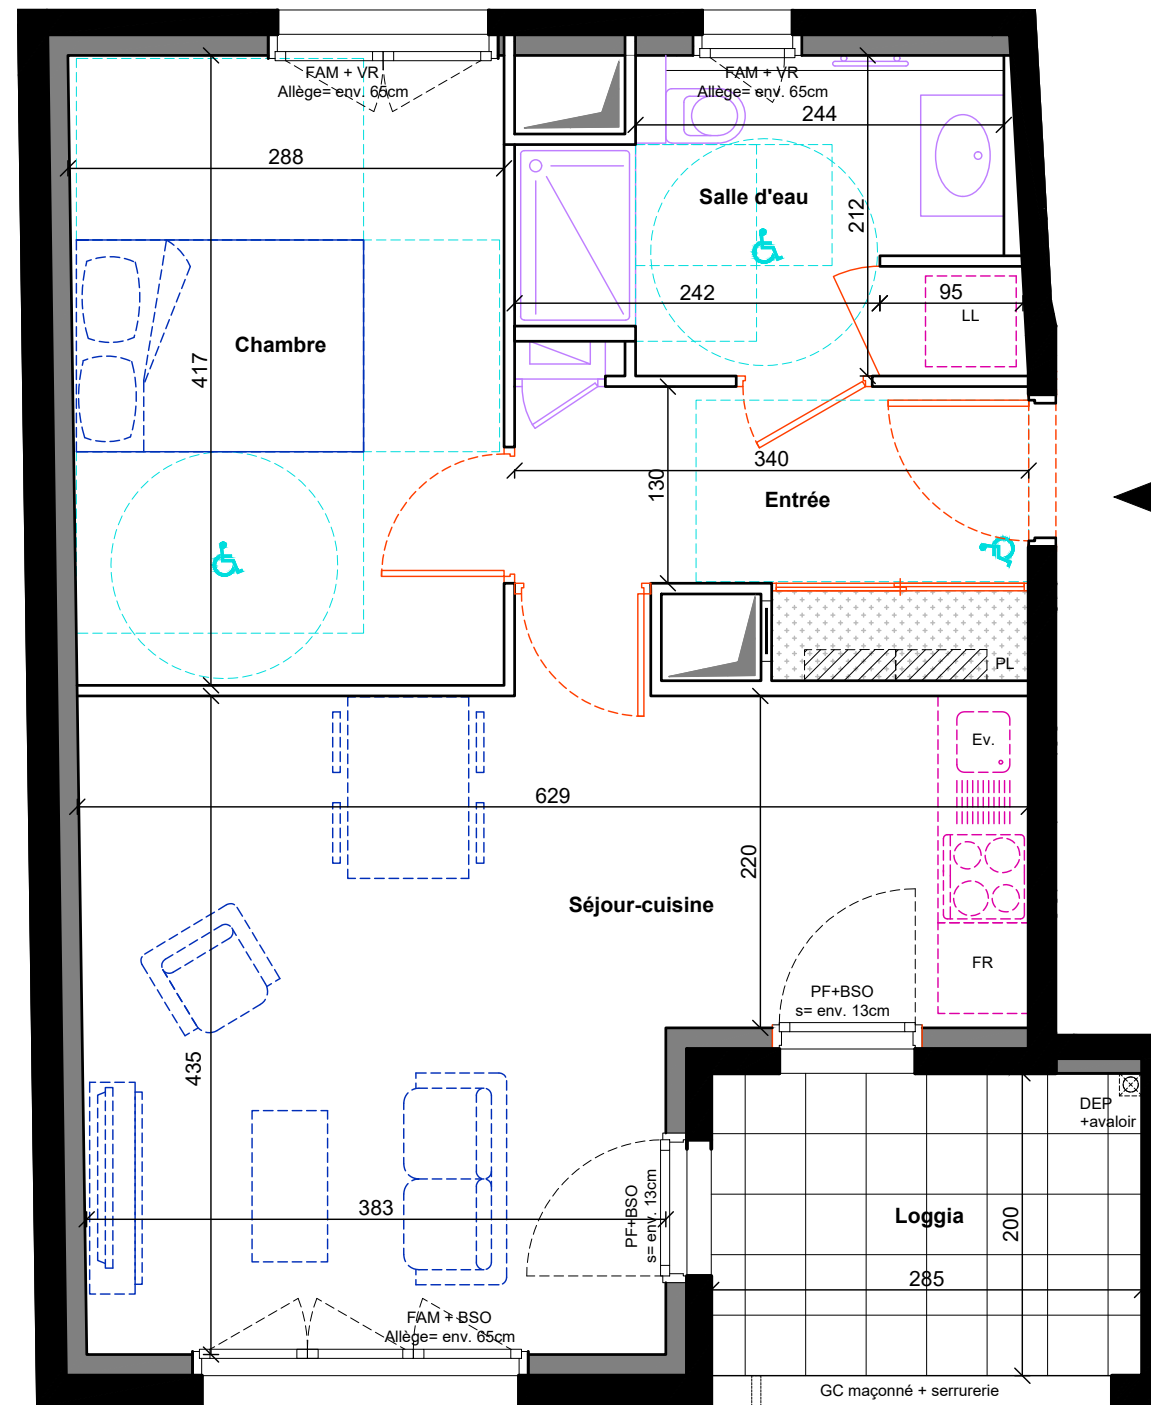 FAM + VR
Allège= env. 65cm
FAM + VR
Allège= env. 65cm
244
288
Salle d'eau
212
242
95
LL
Chambre
417
340
130
Entrée
PL
Ev.
629
220
Séjour-cuisine
FR
PF+BSO
s= env. 13cm
435
DEP
+avaloir
383
PF+BSO
s= env. 13cm
Loggia
200
285
FAM + BSO
Allège= env. 65cm
GC maçonné + serrurerie